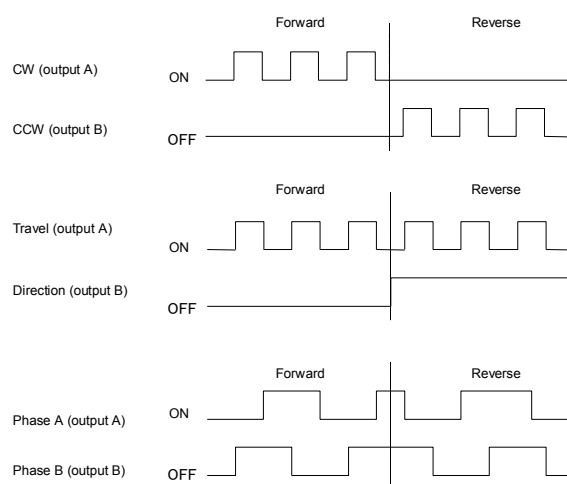 Forward Reverse
CW (output A) ON
CCW (output B) OFF
Forward Reverse
Travel (output A) ON
Direction (output B) OFF
Forward Reverse
Phase A (output A) ON
Phase B (output B) OFF